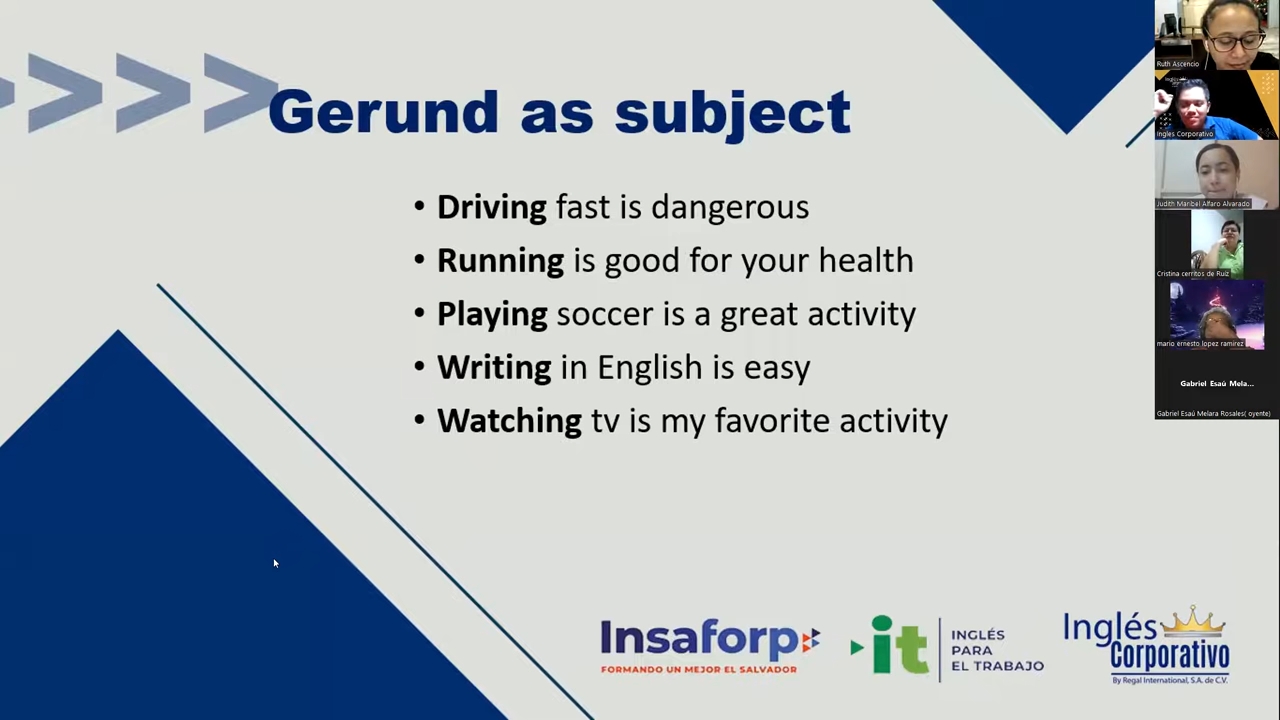 Gerund as subject
• Driving fast is dangerous
• Running is good for your health
• Playing soccer is a great activity
• Writing in English is easy
• Watching tv is my favorite activity
Insaforp
FORMANDO UN MEJOR EL SALVADOR
it
INGLÉS
PARA
EL TRABAJO
Inglés
Corporativo
By Regal International, S.A. de C.V.
Ruth Ascencio
Inglés Corporativo
Judith Maribel Alfaro Alvarado
Cristina cerritos de Ruiz
mario ernesto lopez ramirez
Gabriel Esaú Mela...
Gabriel Esaú Melara Rosales( oyente)